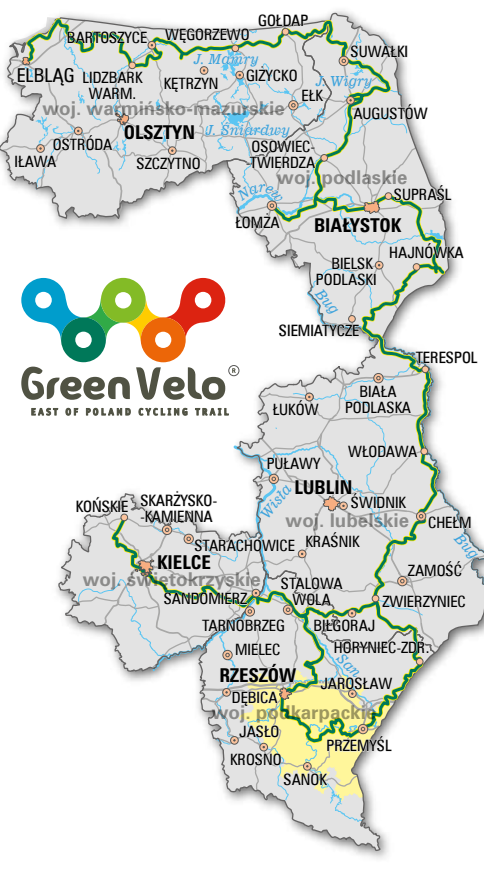 GOŁDAP
BARTOSZYCE
WĘGORZEWO
SUWAŁKI
ELBLĄG
LIDZBARK
WARM.
J. Mamry
GIŻYCKO
KĘTRZYN
J. Wigry
EŁK
AUGUSTÓW
woj. warmińsko-mazurskie
OLSZTYN
J. Śniardwy
OSTRÓDA
IŁAWA
SZCZYTNO
OSOWIEC
TWIERDZA
woj. podlaskie
Narew
SUPRAŚL
ŁOMŻA
BIAŁYSTOK
HAJNÓWKA
BIELSK
PODLASKI
Bug
SIEMIATYCZE
Green Velo®
EAST OF POLAND CYCLING TRAIL
TERESPOL
BIAŁA
PODLASKA
ŁUKÓW
WŁODAWA
PUŁAWY
LUBLIN
Wisła
ŚWIDNIK
woj. lubelskie
CHEŁM
Bug
KOŃSKIE
SKARŻYSKO-
-KAMIENNA
STARACHOWICE
KRAŚNIK
KIELCE
woj. świętokrzyskie
ZAMOŚĆ
STALOWA
WOLA
SANDOMIERZ
ZWIERZYNIEC
TARNOBRZEG
BIŁGORAJ
MIELEC
HORYNIEC-ZDR.
San
RZESZÓW
JAROSŁAW
DĘBICA
woj. podkarpackie
JASŁO
PRZEMYŚL
KROSNO
SANOK